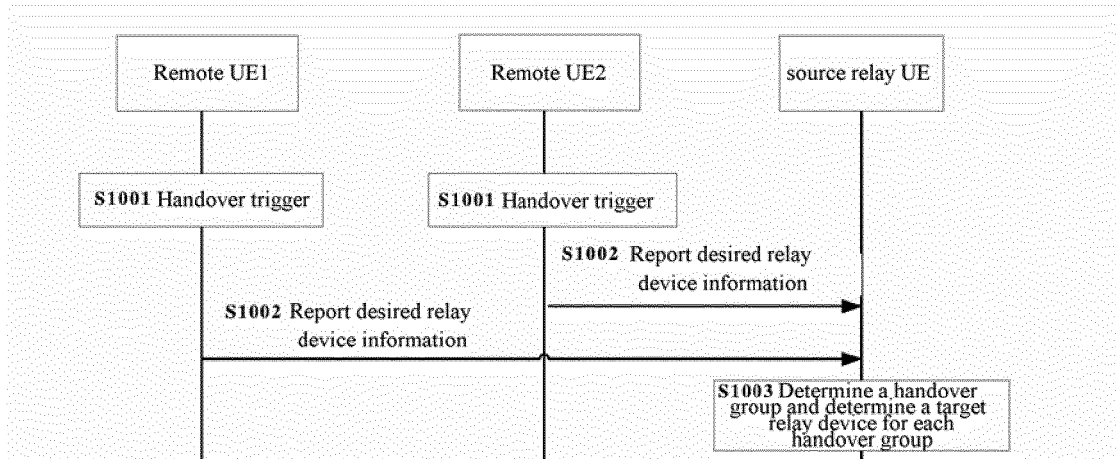 Remote UE1
Remote UE2
source relay UE
S1001 Handover trigger
S1001 Handover trigger
S1002 Report desired relay
device information
S1002 Report desired relay
device information
S1003 Determine a handover
group and determine a target
relay device for each
handover group